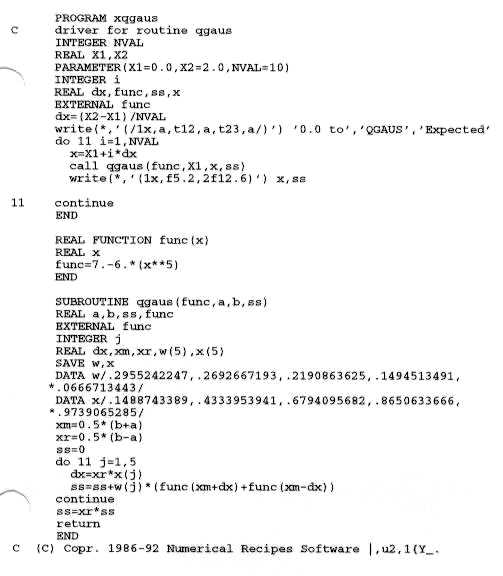 PROGRAM xqgaus
C     driver for routine qgaus
      INTEGER NVAL
      REAL X1,X2
      PARAMETER(X1=0.0,X2=2.0,NVAL=10)
      INTEGER i
      REAL dx,func,ss,x
      EXTERNAL func
      dx=(X2-X1)/NVAL
      write(*,'(/1x,a,t12,a,t23,a/)') '0.0 to','QGAUS','Expected'
      do 11 i=1,NVAL
        x=X1+i*dx
        call qgaus(func,X1,x,ss)
        write(*,'(1x,f5.2,2f12.6)') x,ss
11    continue
      END
      REAL FUNCTION func(x)
      REAL x
      func=7.-6.*(x**5)
      END
      SUBROUTINE qgaus(func,a,b,ss)
      REAL a,b,ss,func
      EXTERNAL func
      INTEGER j
      REAL dx,xm,xr,w(5),x(5)
      SAVE w,x
      DATA w/.2955242247,.2692667193,.2190863625,.1494513491,
     *.0666713443/
      DATA x/.1488743389,.4333953941,.6794095682,.8650633666,
     *.9739065285/
      xm=0.5*(b+a)
      xr=0.5*(b-a)
      ss=0
      do 11 j=1,5
        dx=xr*x(j)
        ss=ss+w(j)*(func(xm+dx)+func(xm-dx))
      continue
      ss=xr*ss
      return
      END
C  (C) Copr. 1986-92 Numerical Recipes Software |,u2,1(Y_.